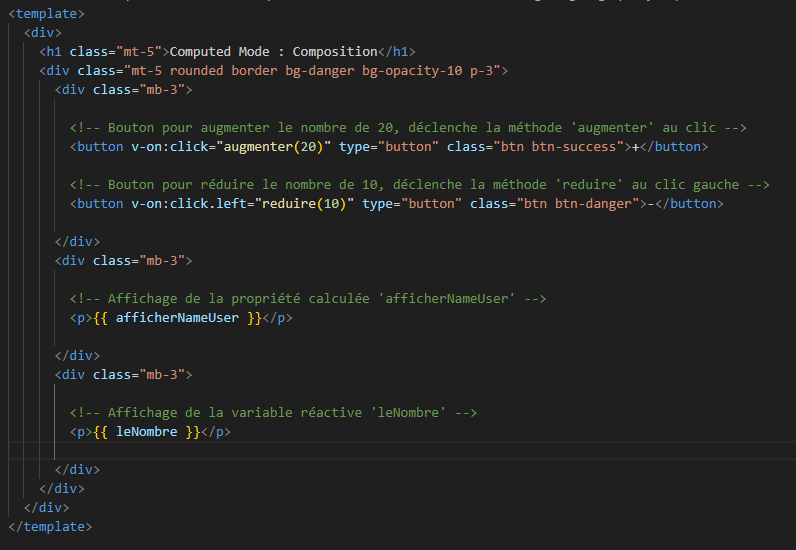 <template>
<div>
<h1 class="mt-5">Computed Mode : Composition</h1>
<div class="mt-5 rounded border bg-danger bg-opacity-10 p-3">
<div class="mb-3">
<!-- Bouton pour augmenter le nombre de 20, déclenche la méthode 'augmenter' au clic -->
<button v-on:click="augmenter(20)" type="button" class="btn btn-success">+</button>
<!-- Bouton pour réduire le nombre de 10, déclenche la méthode 'reduire' au clic gauche -->
<button v-on:click.left="reduire(10)" type="button" class="btn btn-danger">-</button>
</div>
<div class="mb-3">
<!-- Affichage de la propriété calculée 'afficherNameUser' -->
<p>{{ afficherNameUser }}</p>
</div>
<div class="mb-3">
<!-- Affichage de la variable réactive 'leNombre' -->
<p>{{ leNombre }}</p>
</div>
</div>
</div>
</template>